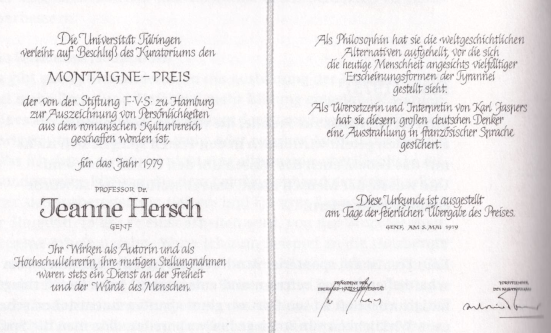 Die Universität Tübingen
verleiht auf Beschluß des Kuratoriums den
MONTAIGNE-PREIS
der von der Stiftung F·V·S· zu Hamburg
zur Auszeichnung von Persönlichkeiten
aus dem romanischen Kulturbereich
geschaffen worden ist,
für das Jahr 1979
PROFESSOR Dr.
Jeanne Hersch
GENF
Ihr Wirken als Autorin und als
Hochschullehrerin, ihre mutigen Stellungnahmen
waren stets ein Dienst an der Freiheit
und der Würde des Menschen.
Als Philosophin hat sie die weltgeschichtlichen
Alternativen aufgehellt, vor die sich
die heutige Menschheit angesichts vielfältiger
Erscheinungsformen der Tyrannei
gestellt sieht.
Als Übersetzerin und Interpretin von Karl Jaspers
hat sie diesem großen deutschen Denker
eine Ausstrahlung in französischer Sprache
gesichert.
Diese Urkunde ist ausgestellt
am Tage der feierlichen Übergabe des Preises.
GENF, AM 2. MAI 1979